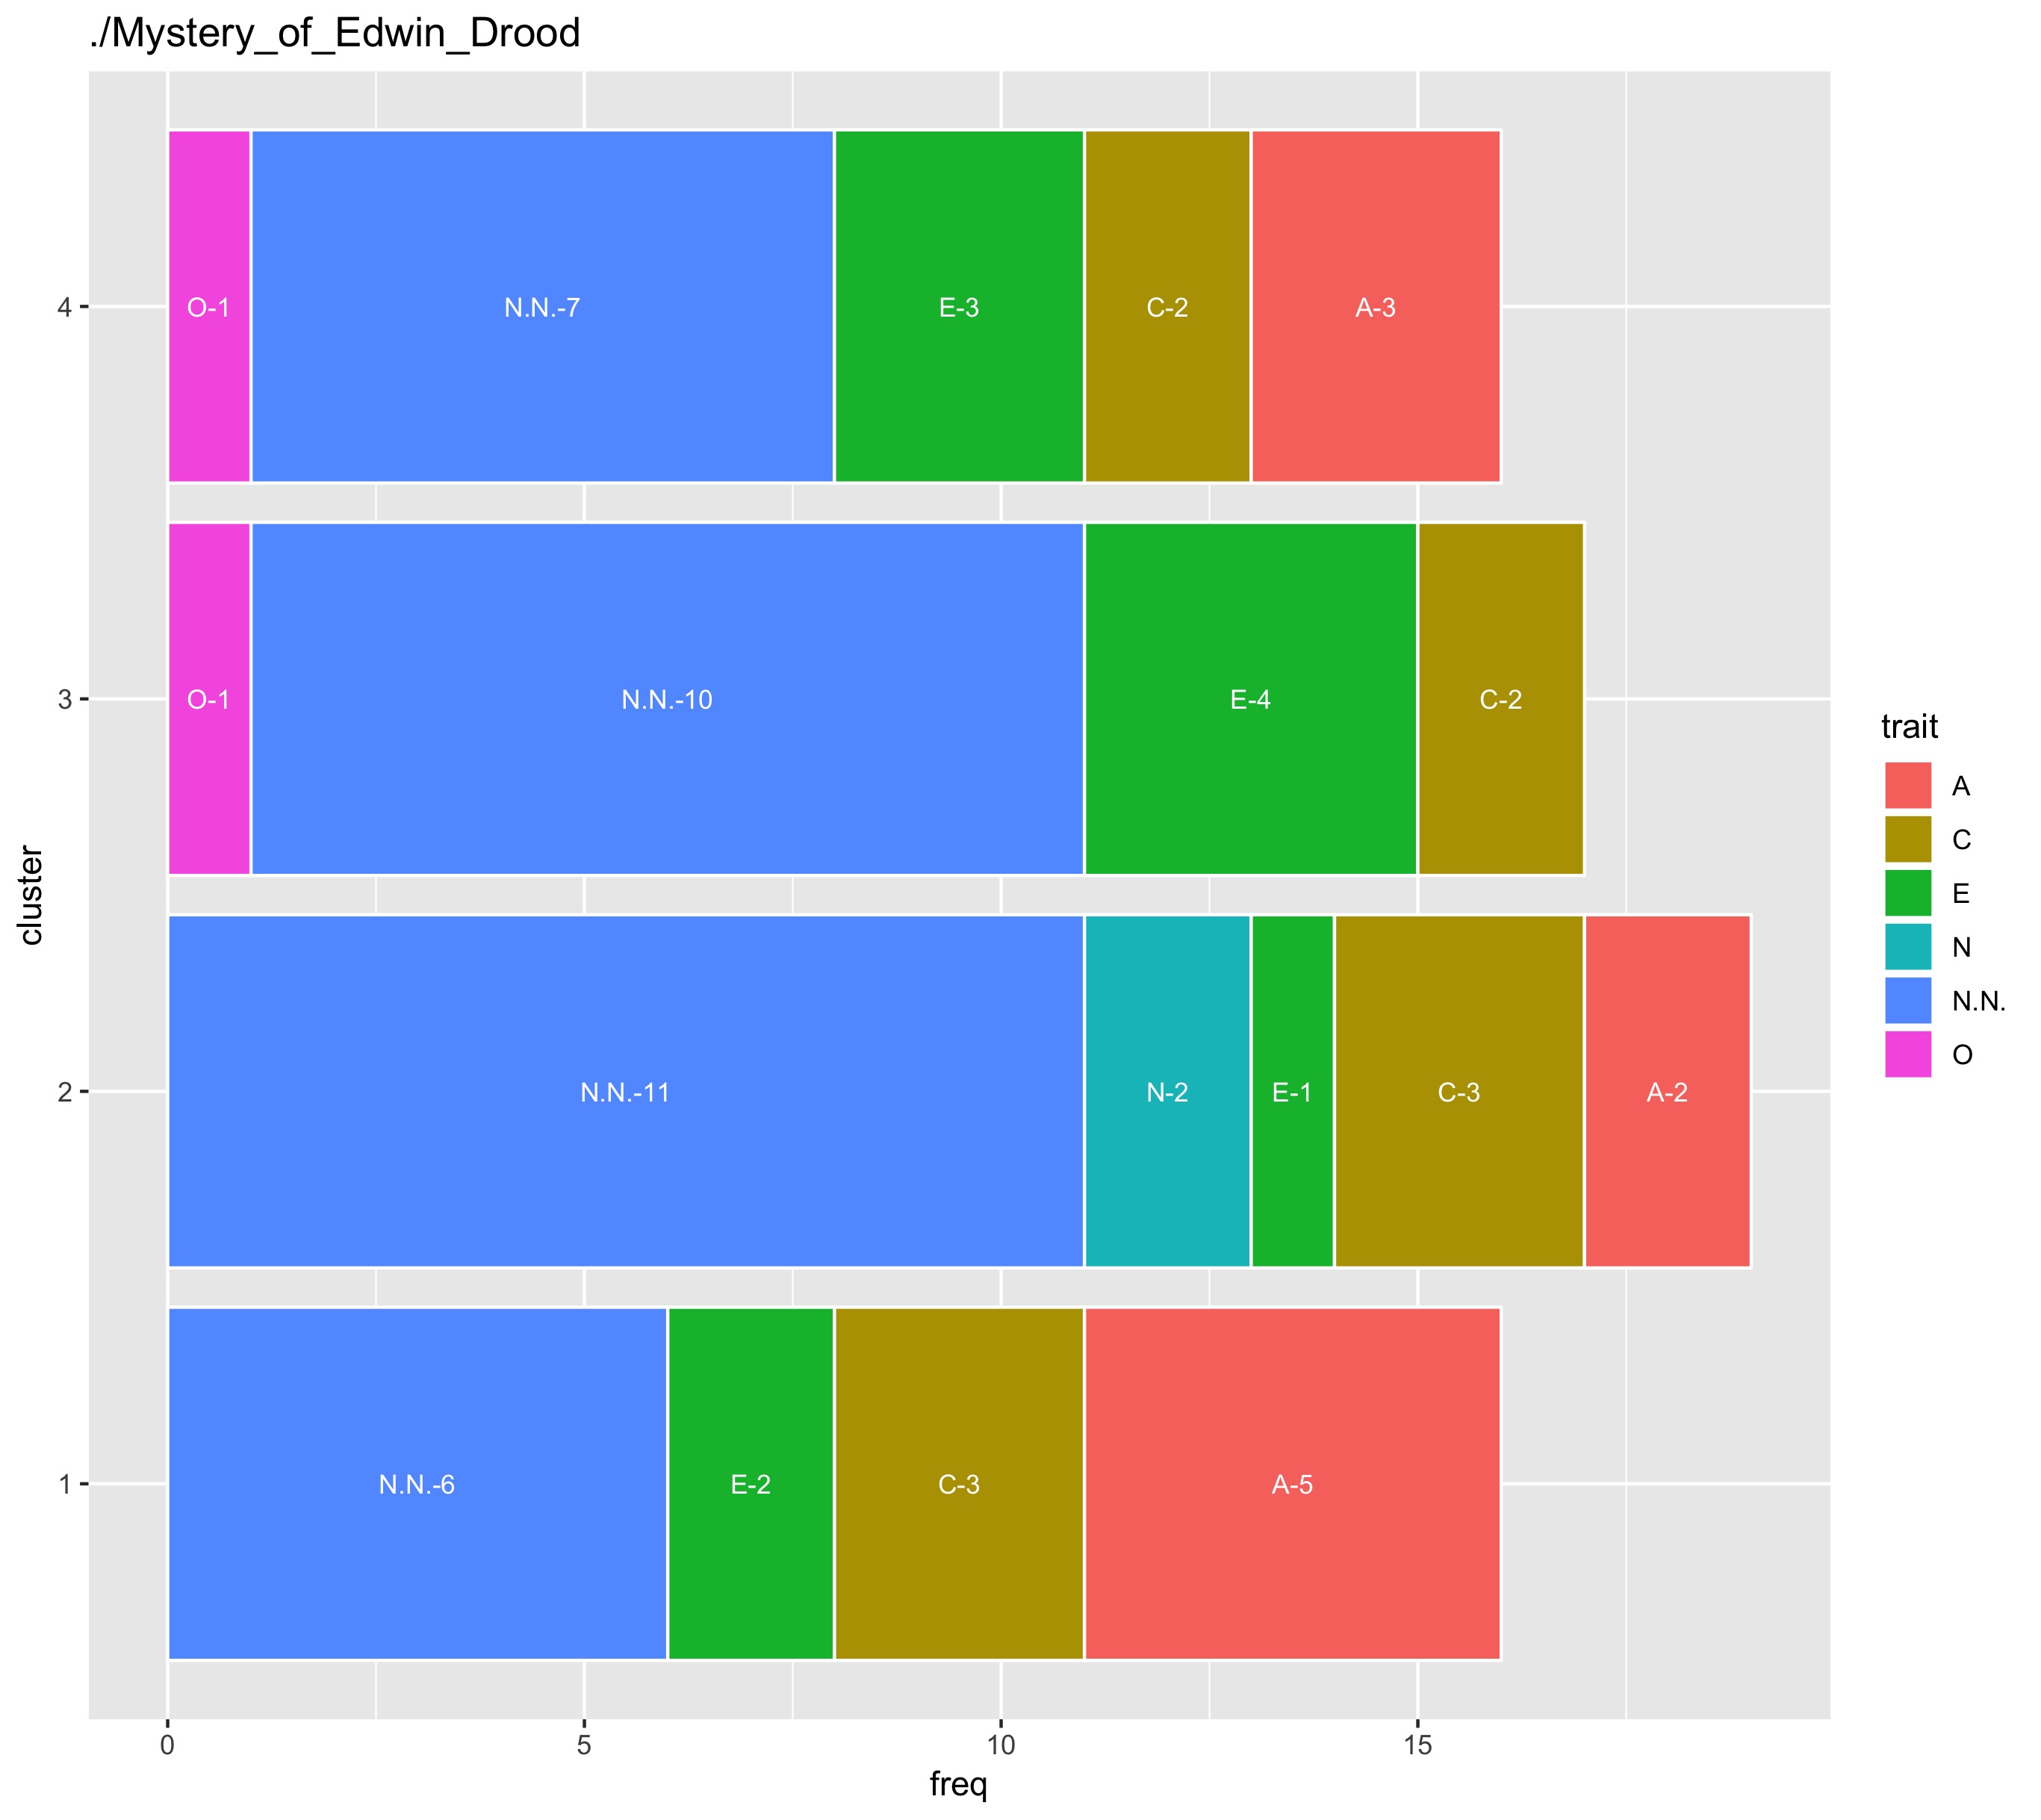 ./Mystery_of_Edwin_Drood
cluster
4
O-1
N.N.-7
E-3
C-2
A-3
3
O-1
N.N.-10
E-4
C-2
2
N.N.-11
N-2
E-1
C-3
A-2
1
N.N.-6
E-2
C-3
A-5
0
5
10
15
freq
trait
A
C
E
N
N.N.
O